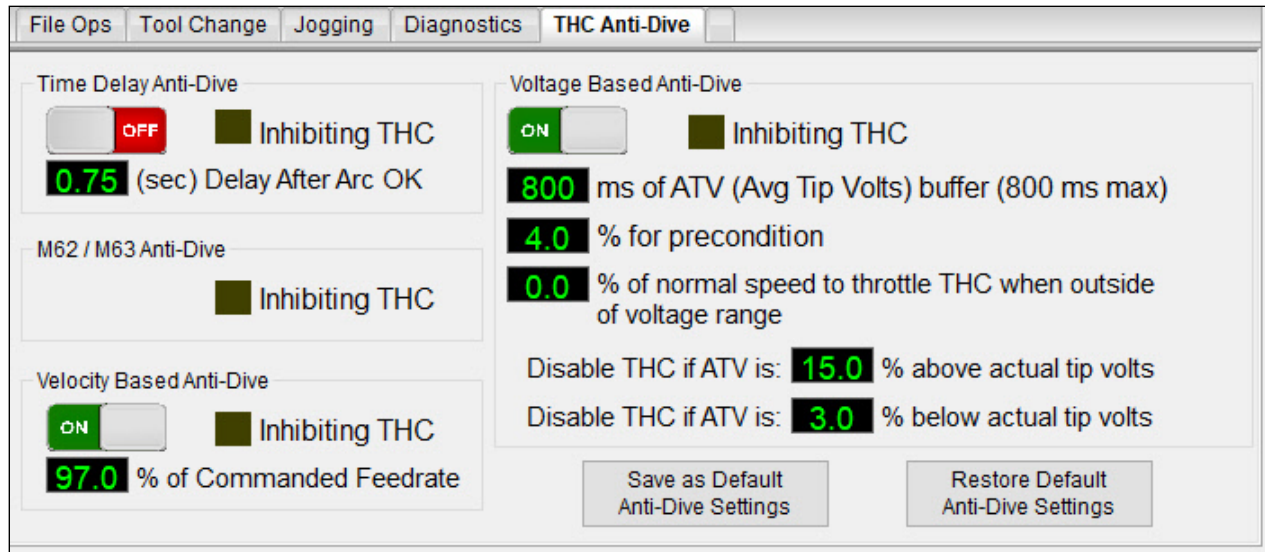 File Ops Tool Change Jogging Diagnostics THC Anti-Dive
Time Delay Anti-Dive
OFF Inhibiting THC
0.75 (sec) Delay After Arc OK
M62 / M63 Anti-Dive
Inhibiting THC
Velocity Based Anti-Dive
ON Inhibiting THC
97.0 % of Commanded Feedrate
Voltage Based Anti-Dive
ON Inhibiting THC
800 ms of ATV (Avg Tip Volts) buffer (800 ms max)
4.0 % for precondition
0.0 % of normal speed to throttle THC when outside
of voltage range
Disable THC if ATV is: 15.0 % above actual tip volts
Disable THC if ATV is: 3.0 % below actual tip volts
Save as Default
Anti-Dive Settings
Restore Default
Anti-Dive Settings